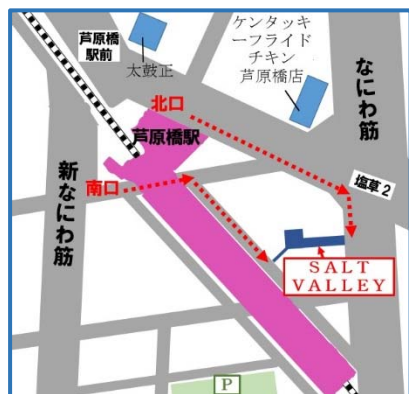 芦原橋
駅前
太鼓正
ケンタッキ
ーフライド
チキン
芦原橋店
なにわ筋
北口
芦原橋駅
新なにわ筋
南口
塩草2
SALT
VALLEY
P